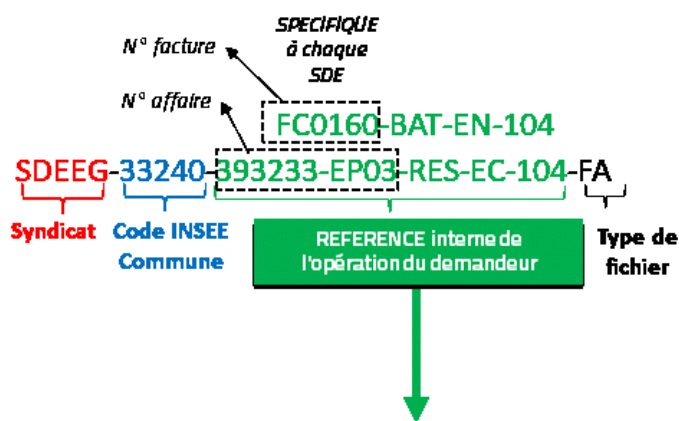 SPECIFIQUE
à chaque
SDE
N° facture
N° affaire
FC0160-BAT-EN-104
SDEEG-33240-393233-EP03-RES-EC-104-FA
Syndicat
Code INSEE
Commune
REFERENCE interne de
l'opération du demandeur
Type de
fichier